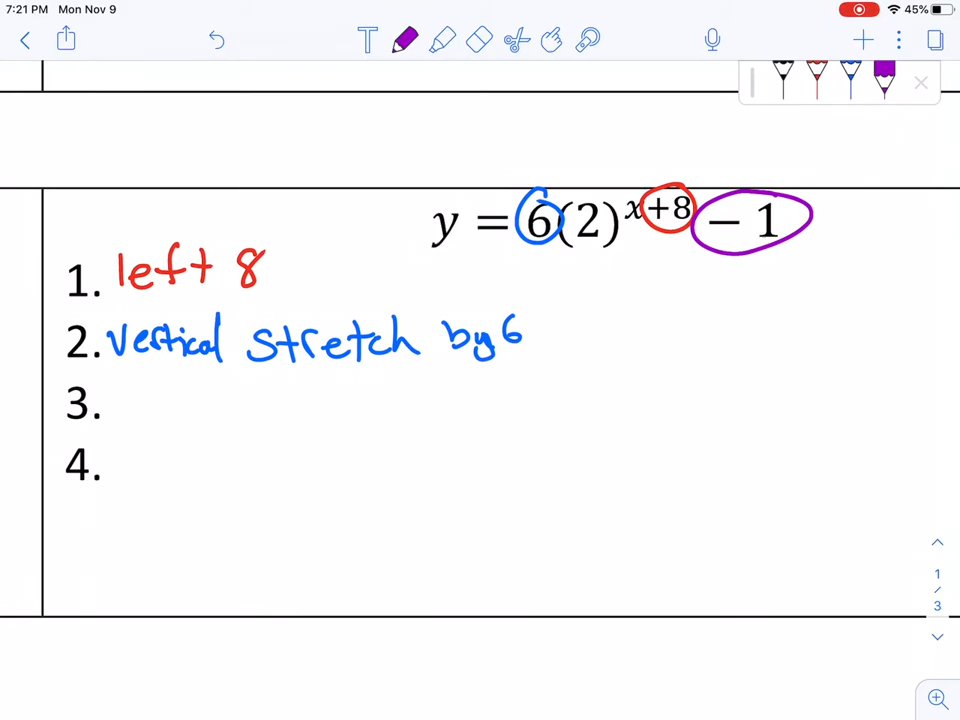 7:21 PM Mon Nov 9
45%
T
y = 6(2)^{x+8} − 1
1. left 8
2. vertical stretch by 6
3.
4.
1
/
3